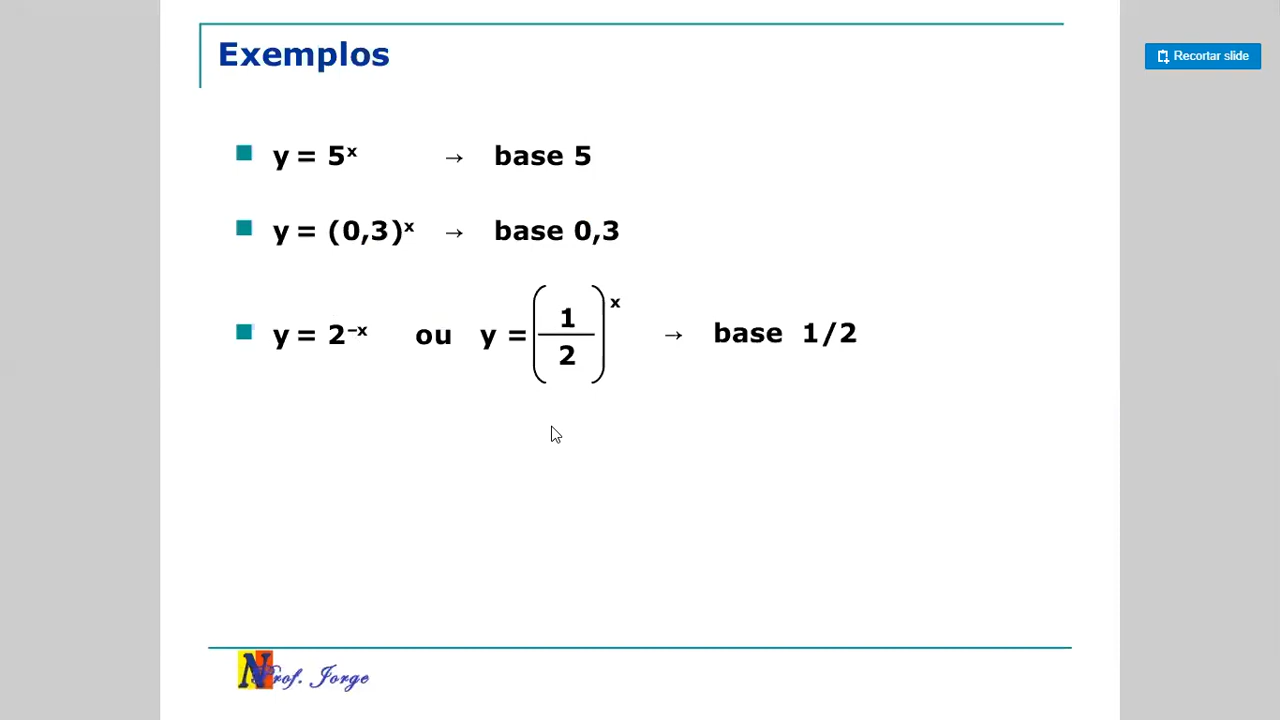 Exemplos
Recortar slide
y = 5ˣ → base 5
y = (0,3)ˣ → base 0,3
y = 2⁻ˣ ou y = (1/2)ˣ → base 1/2
N Prof. Jorge